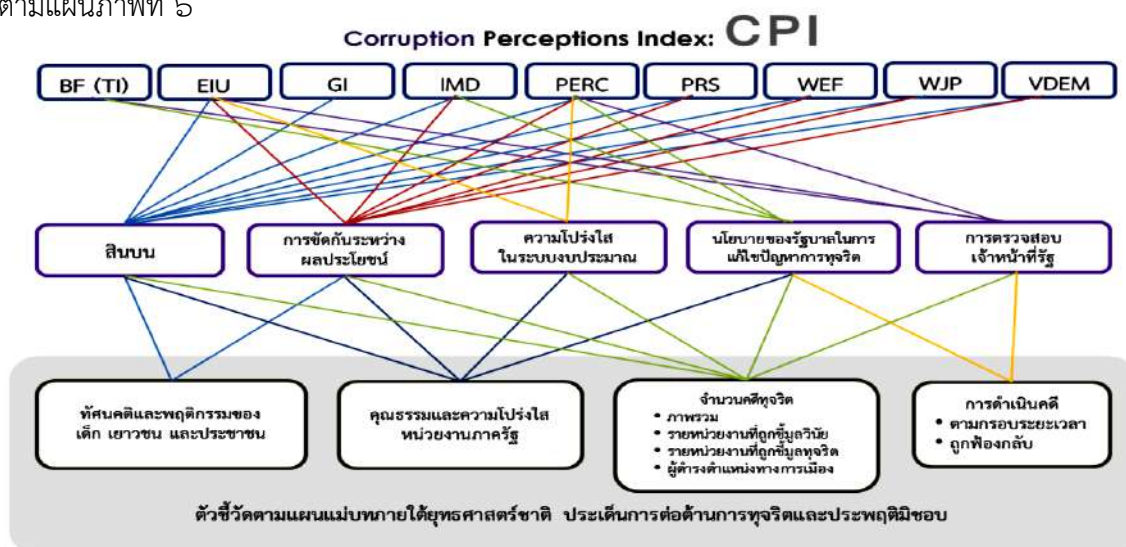 ตามแผนภาพที่ ๖
Corruption Perceptions Index: CPI
BF (TI) EIU GI IMD PERC PRS WEF WJP VDEM
สินบน
การขัดกันระหว่าง
ผลประโยชน์
ความโปร่งใส
ในระบบงบประมาณ
นโยบายของรัฐบาลในการ
แก้ไขปัญหาการทุจริต
การตรวจสอบ
เจ้าหน้าที่รัฐ
ทัศนคติและพฤติกรรมของ
เด็ก เยาวชน และประชาชน
คุณธรรมและความโปร่งใส
หน่วยงานภาครัฐ
จำนวนคดีทุจริต
• ภาพรวม
• รายหน่วยงานที่ถูกชี้มูลวินัย
• รายหน่วยงานที่ถูกชี้มูลทุจริต
• ผู้ดำรงตำแหน่งทางการเมือง
การดำเนินคดี
• ตามกรอบระยะเวลา
• ถูกฟ้องกลับ
ตัวชี้วัดตามแผนแม่บทภายใต้ยุทธศาสตร์ชาติ ประเด็นการต่อต้านการทุจริตและประพฤติมิชอบ